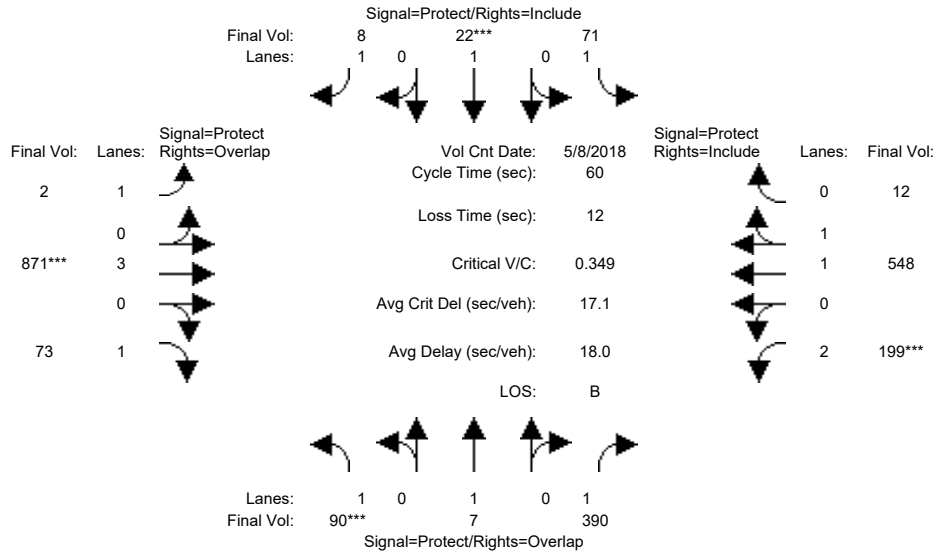 Signal=Protect/Rights=Include
Final Vol: 8 22*** 71
Lanes: 1 0 1 0 1
Signal=Protect
Final Vol: Lanes: Rights=Overlap
Vol Cnt Date: 5/8/2018
Signal=Protect
Rights=Include Lanes: Final Vol:
Cycle Time (sec): 60
2 1
0 12
Loss Time (sec): 12
0
1
871*** 3
Critical V/C: 0.349
1 548
0
Avg Crit Del (sec/veh): 17.1
0
73 1
Avg Delay (sec/veh): 18.0
2 199***
LOS: B
Lanes: 1 0 1 0 1
Final Vol: 90*** 7 390
Signal=Protect/Rights=Overlap